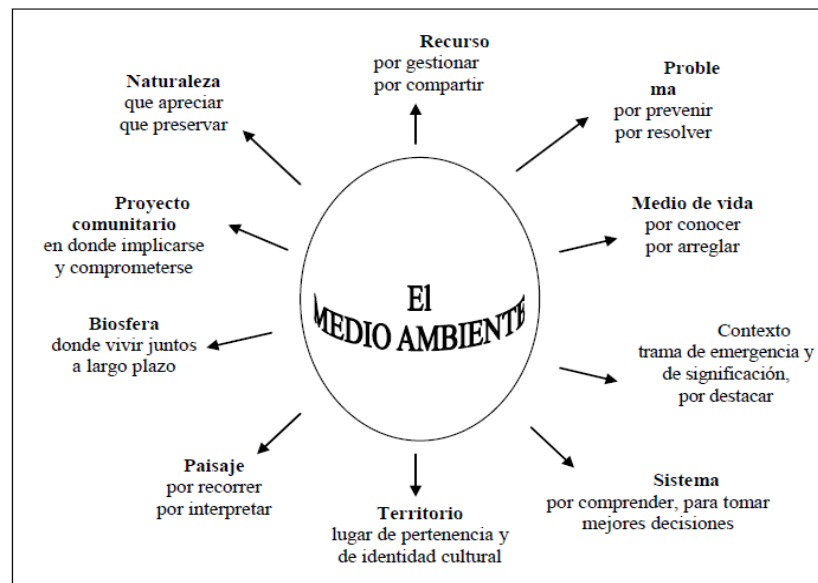 Recurso
por gestionar
por compartir
Proble
ma
por prevenir
por resolver
Medio de vida
por conocer
por arreglar
Contexto
trama de emergencia y
de significación,
por destacar
Sistema
por comprender, para tomar
mejores decisiones
Territorio
lugar de pertenencia y
de identidad cultural
Paisaje
por recorrer
por interpretar
Biosfera
donde vivir juntos
a largo plazo
Proyecto
comunitario
en donde implicarse
y comprometerse
Naturaleza
que apreciar
que preservar
El
MEDIO AMBIENTE